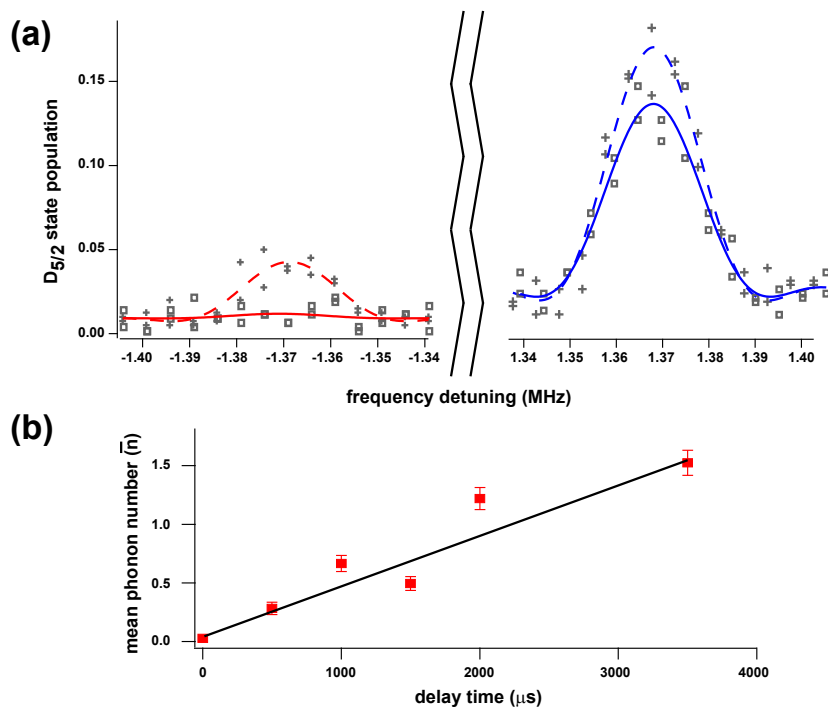 (a)
D5/2 state population
0.15
0.10
0.05
0.00
-1.40 -1.39 -1.38 -1.37 -1.36 -1.35 -1.34
1.34 1.35 1.36 1.37 1.38 1.39 1.40
frequency detuning (MHz)
(b)
mean phonon number (n̅)
1.5
1.0
0.5
0.0
0 1000 2000 3000 4000
delay time (μs)